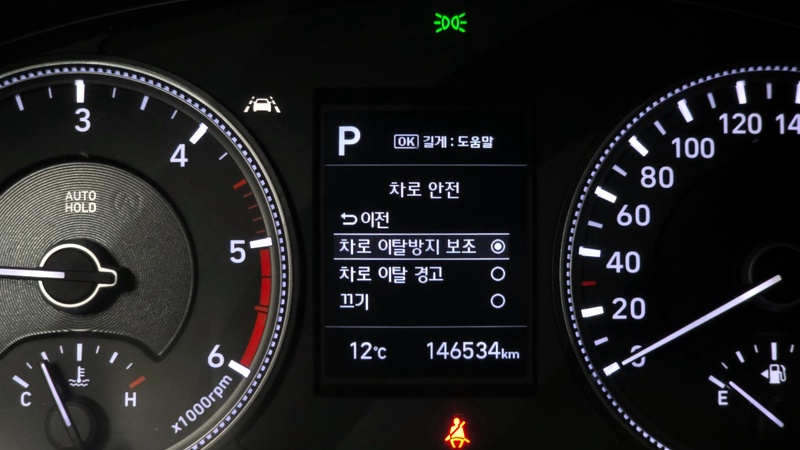 3
4
5
6
x1000rpm
AUTO
HOLD
C
H
P
OK 길게 : 도움말
차로 안전
이전
차로 이탈방지 보조
차로 이탈 경고
끄기
12℃ 146534km
14
120
100
80
60
40
20
0
E